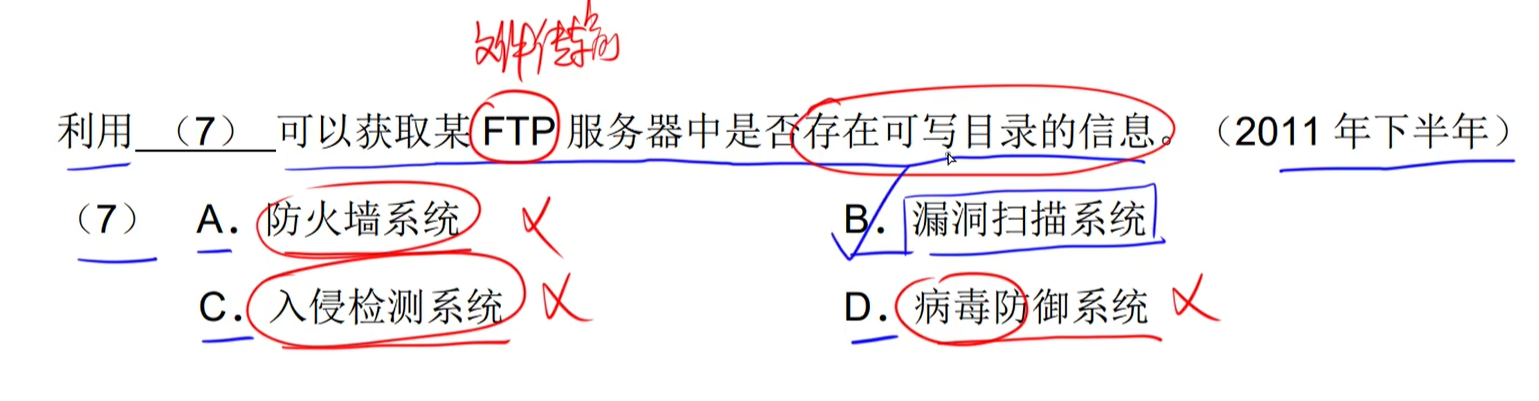 文件传输
利用 （7） 可以获取某 FTP 服务器中是否存在可写目录的信息。（2011 年下半年）
（7） A. 防火墙系统 B. 漏洞扫描系统
C. 入侵检测系统 D. 病毒防御系统